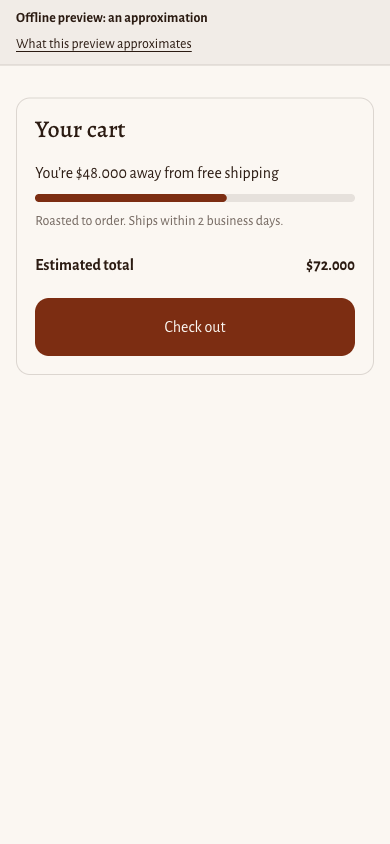 Offline preview: an approximation
What this preview approximates
Your cart
You're $48.000 away from free shipping
Roasted to order. Ships within 2 business days.
Estimated total $72.000
Check out